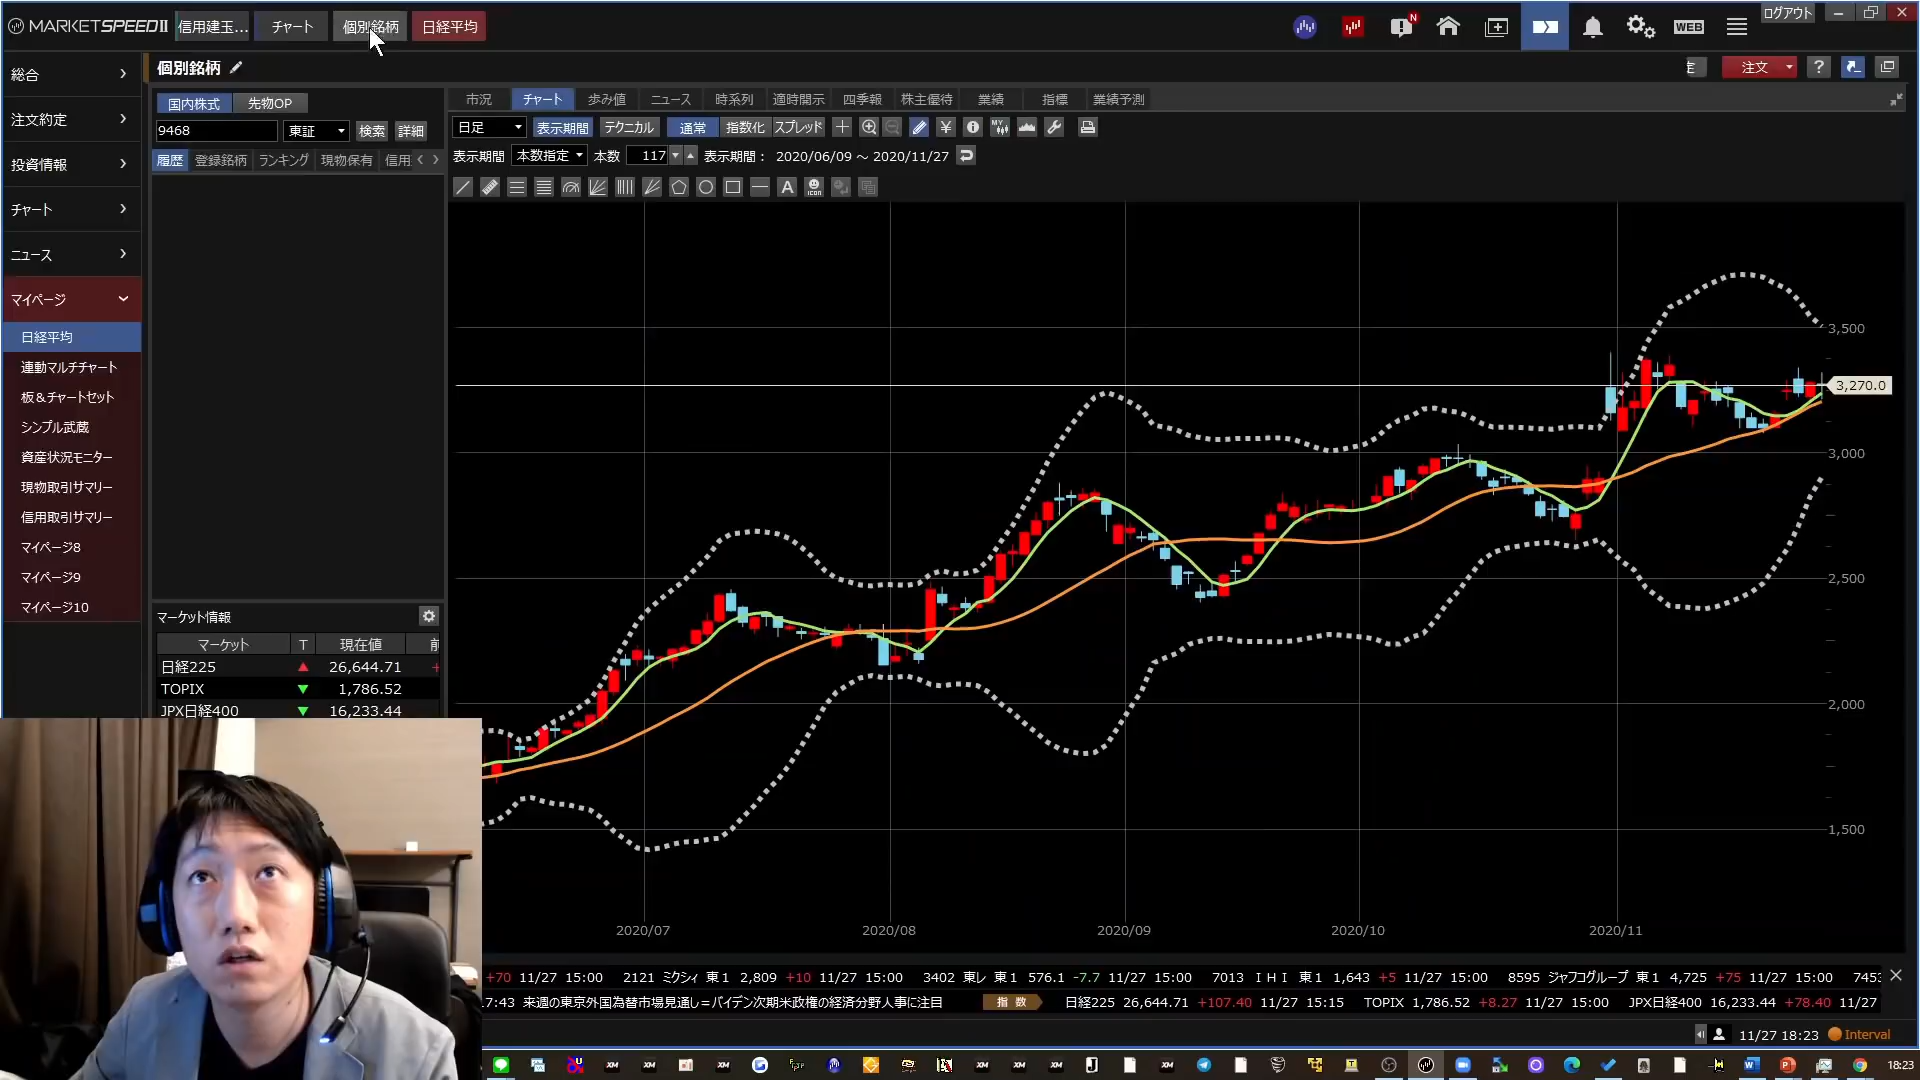 MARKETSPEEDⅡ 信用建玉... チャート 個別銘柄 日経平均 N WEB ログアウト
総合
注文約定
投資情報
チャート
ニュース
マイページ
日経平均
連動マルチチャート
板＆チャートセット
シンプル武蔵
資産状況モニター
現物取引サマリー
信用取引サマリー
マイページ8
マイページ9
マイページ10
個別銘柄 注文 ?
国内株式 先物OP
9468 東証 検索 詳細
履歴 登録銘柄 ランキング 現物保有 信用
市況 チャート 歩み値 ニュース 時系列 適時開示 四季報 株主優待 業績 指標 業績予測
日足 表示期間 テクニカル 通常 指数化 スプレッド ¥ MY
表示期間 本数指定 本数 117 表示期間： 2020/06/09 ～ 2020/11/27
A ICON
3,500
3,270.0
3,000
2,500
2,000
1,500
2020/07 2020/08 2020/09 2020/10 2020/11
マーケット情報
マーケット T 現在値 前
日経225 ▲ 26,644.71 +
TOPIX ▼ 1,786.52
JPX日経400 ▼ 16,233.44
+70 11/27 15:00 2121 ミクシィ 東1 2,809 +10 11/27 15:00 3402 東レ 東1 576.1 -7.7 11/27 15:00 7013 ＩＨＩ 東1 1,643 +5 11/27 15:00 8595 ジャフコグループ 東1 4,725 +75 11/27 15:00 7453
17:43 来週の東京外国為替市場見通し＝バイデン次期米政権の経済分野人事に注目 指 数 日経225 26,644.71 +107.40 11/27 15:15 TOPIX 1,786.52 +8.27 11/27 15:00 JPX日経400 16,233.44 +78.40 11/27
11/27 18:23 Interval
18:23